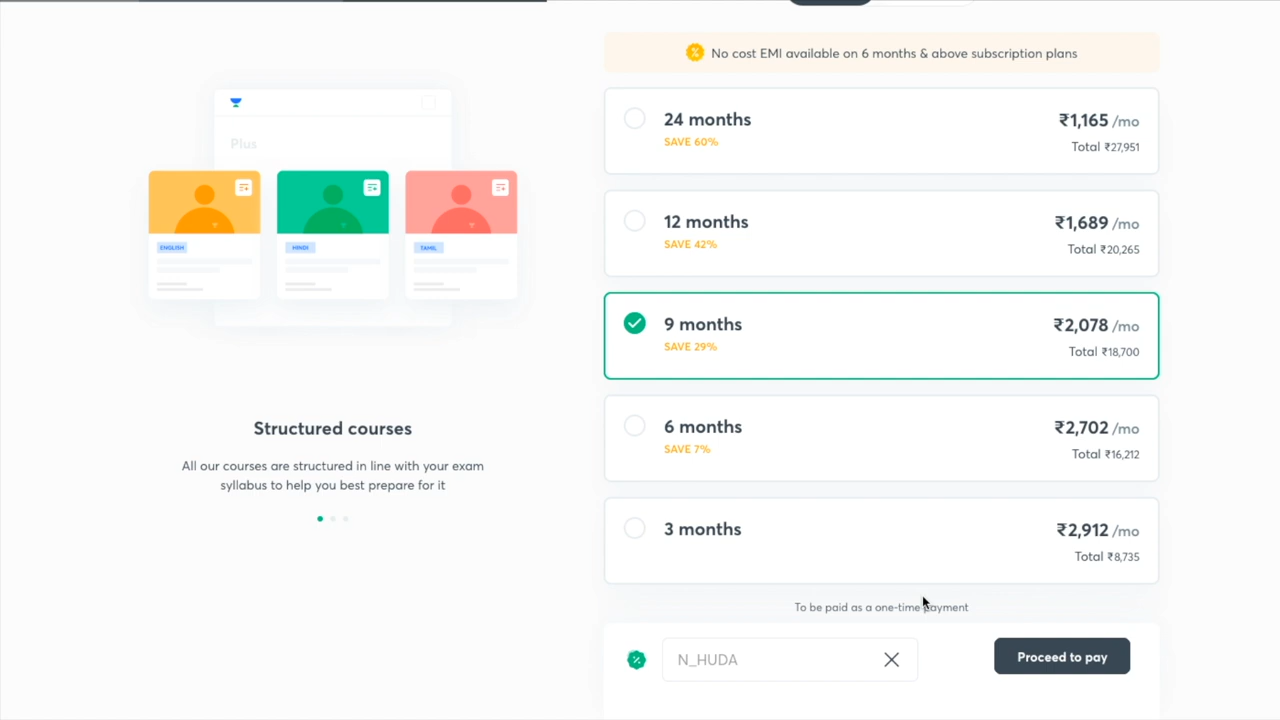 No cost EMI available on 6 months & above subscription plans
24 months
SAVE 60%
₹1,165 /mo
Total ₹27,951
12 months
SAVE 42%
₹1,689 /mo
Total ₹20,265
9 months
SAVE 29%
₹2,078 /mo
Total ₹18,700
6 months
SAVE 7%
₹2,702 /mo
Total ₹16,212
3 months
₹2,912 /mo
Total ₹8,735
To be paid as a one-time payment
N_HUDA
Proceed to pay
Plus
ENGLISH
HINDI
TAMIL
Structured courses
All our courses are structured in line with your exam
syllabus to help you best prepare for it